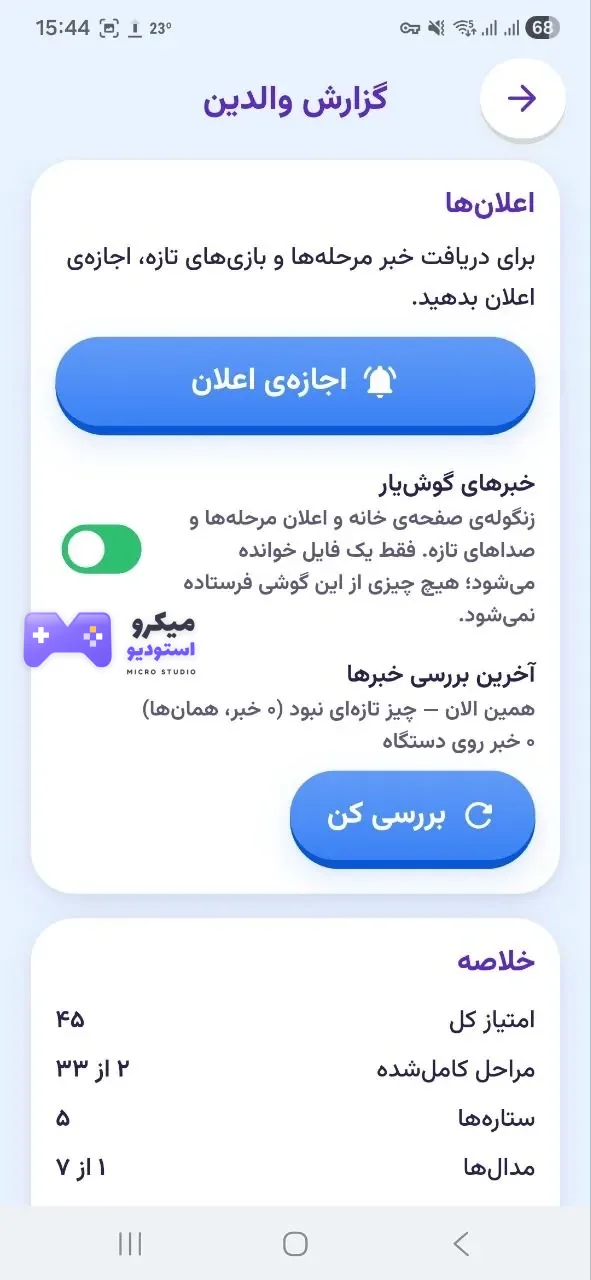 15:44
23°
68
گزارش والدین
اعلان‌ها
برای دریافت خبر مرحله‌ها و بازی‌های تازه، اجازه‌ی
اعلان بدهید.
اجازه‌ی اعلان
خبرهای گوش‌یار
زنگوله‌ی صفحه‌ی خانه و اعلان مرحله‌ها و
صداهای تازه. فقط یک فایل خوانده
می‌شود؛ هیچ چیزی از این گوشی فرستاده
نمی‌شود.
میکرو
استودیو
MICRO STUDIO
آخرین بررسی خبرها
همین الان – چیز تازه‌ای نبود (۰ خبر، همان‌ها)
۰ خبر روی دستگاه
بررسی کن
خلاصه
امتیاز کل ۴۵
مراحل کامل‌شده ۲ از ۳۳
ستاره‌ها ۵
مدال‌ها ۱ از ۷